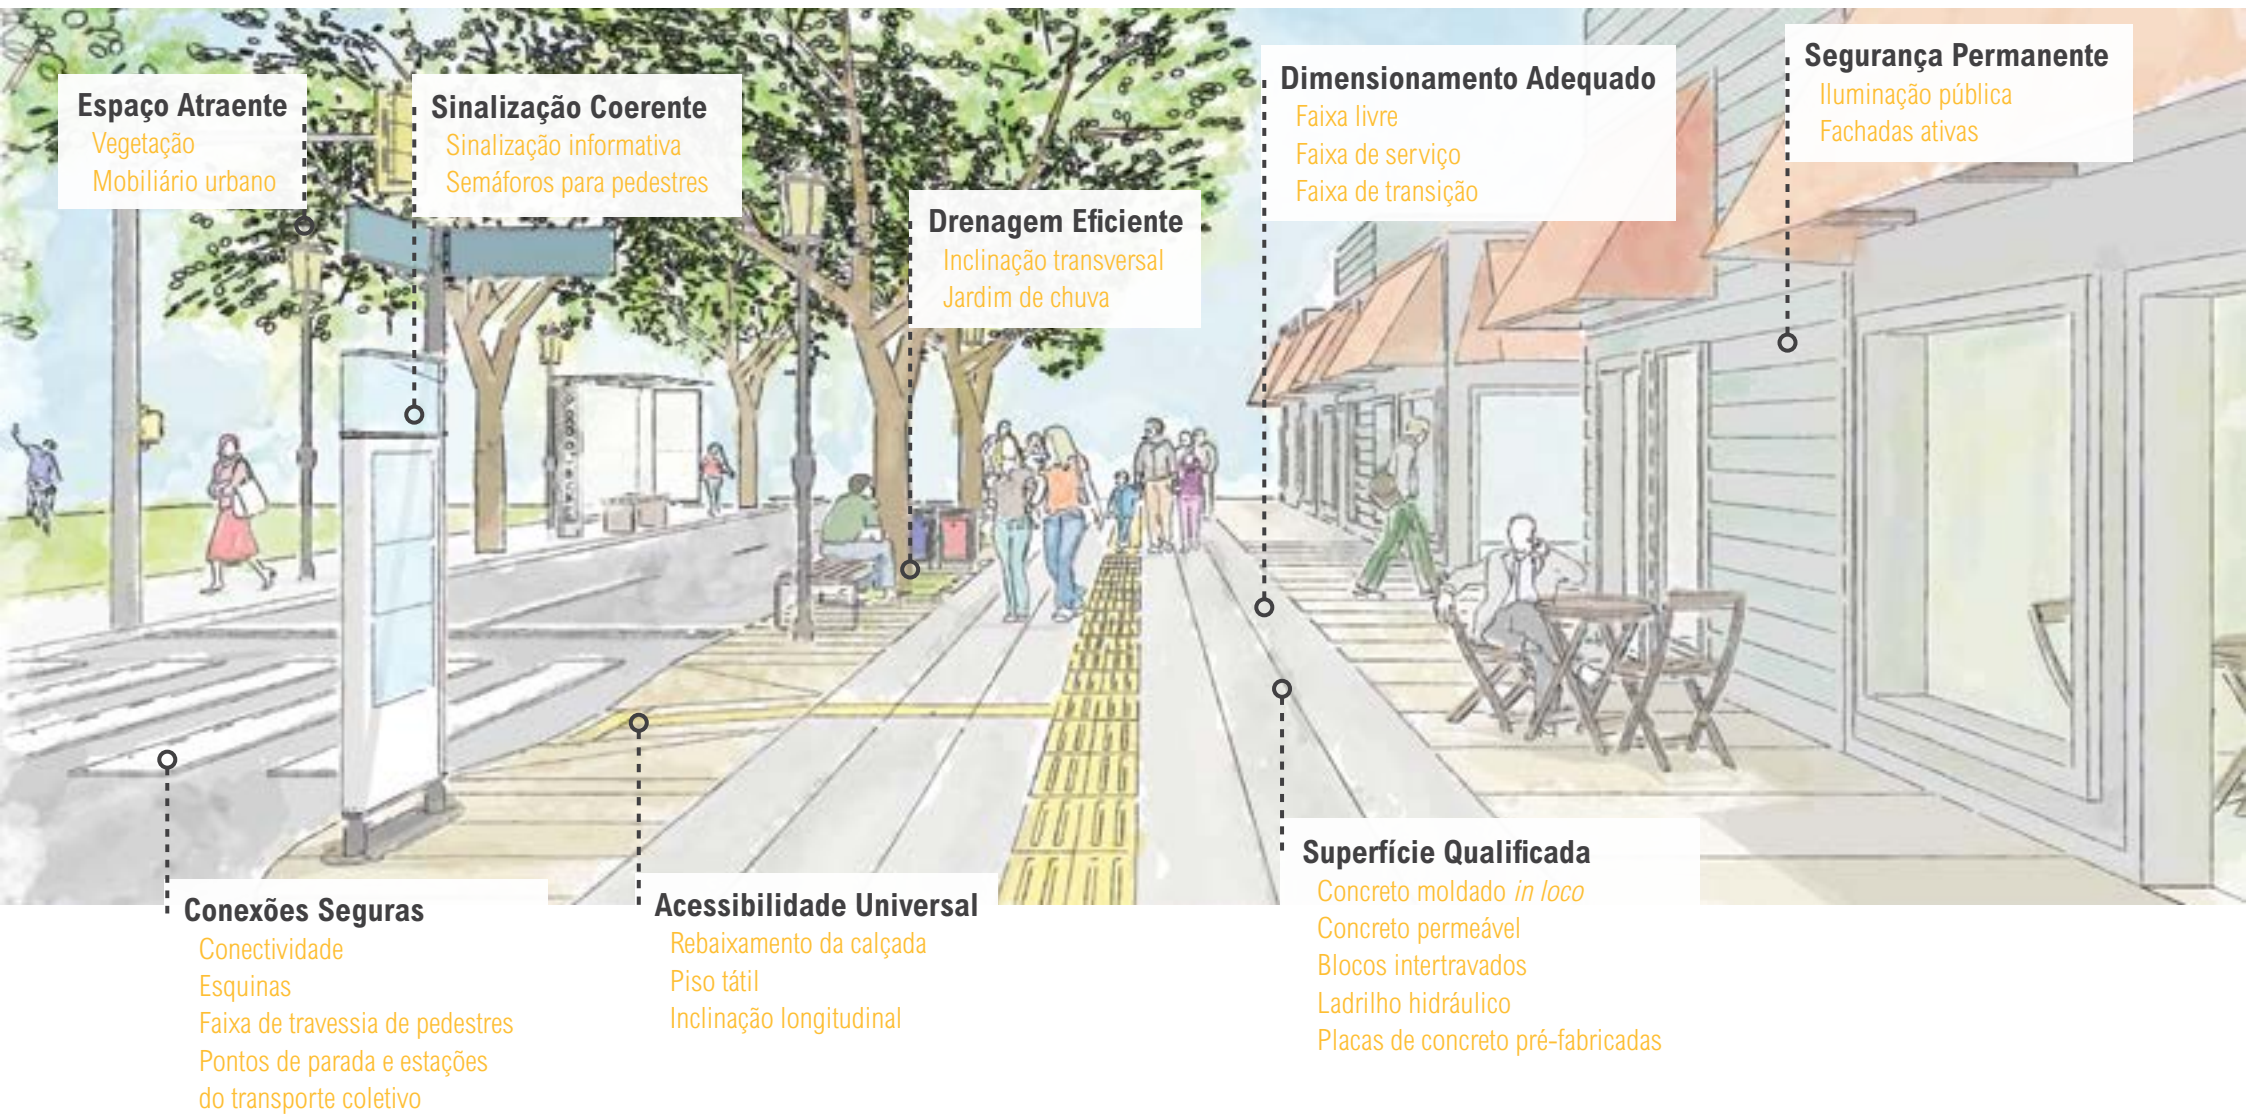 Espaço Atraente
Vegetação
Mobiliário urbano
Sinalização Coerente
Sinalização informativa
Semáforos para pedestres
Drenagem Eficiente
Inclinação transversal
Jardim de chuva
Dimensionamento Adequado
Faixa livre
Faixa de serviço
Faixa de transição
Segurança Permanente
Iluminação pública
Fachadas ativas
Conexões Seguras
Conectividade
Esquinas
Faixa de travessia de pedestres
Pontos de parada e estações
do transporte coletivo
Acessibilidade Universal
Rebaixamento da calçada
Piso tátil
Inclinação longitudinal
Superfície Qualificada
Concreto moldado in loco
Concreto permeável
Blocos intertravados
Ladrilho hidráulico
Placas de concreto pré-fabricadas